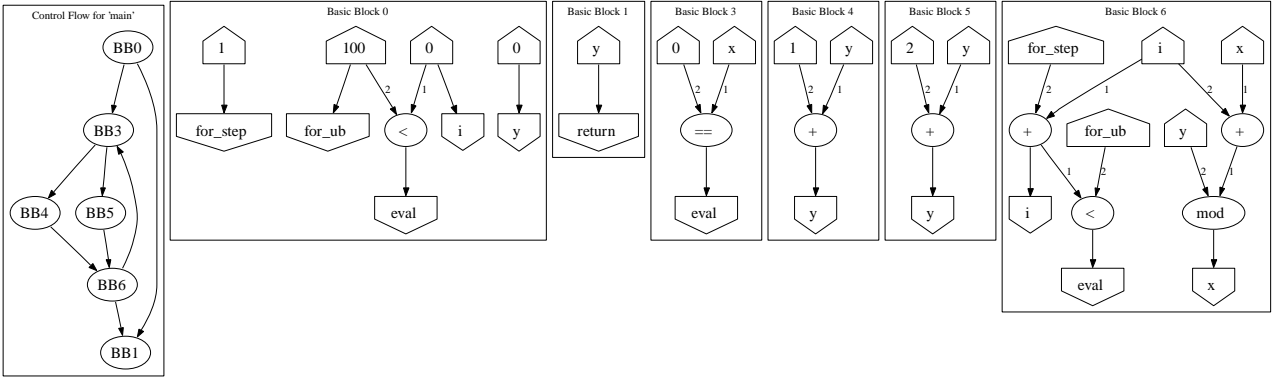 Control Flow for 'main'
BB0
BB3
BB4
BB5
BB6
BB1
Basic Block 0
1
100
0
0
2
1
for_step
for_ub
<
i
y
eval
Basic Block 1
y
return
Basic Block 3
0
x
2
1
==
eval
Basic Block 4
1
y
2
1
+
y
Basic Block 5
2
y
2
1
+
y
Basic Block 6
for_step
i
x
2
1
2
1
+
for_ub
y
+
1
2
2
1
i
<
mod
eval
x